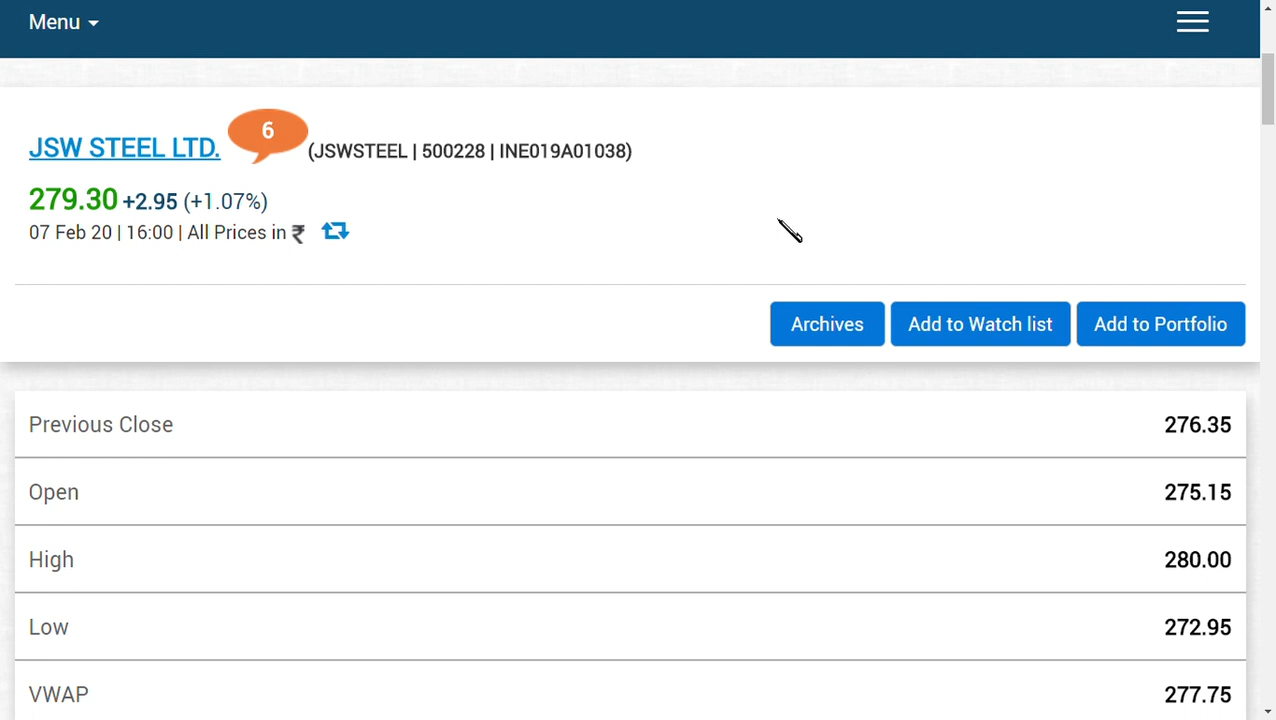 Menu
6
JSW STEEL LTD. (JSWSTEEL | 500228 | INE019A01038)
279.30 +2.95 (+1.07%)
07 Feb 20 | 16:00 | All Prices in ₹
Archives Add to Watch list Add to Portfolio
Previous Close 276.35
Open 275.15
High 280.00
Low 272.95
VWAP 277.75